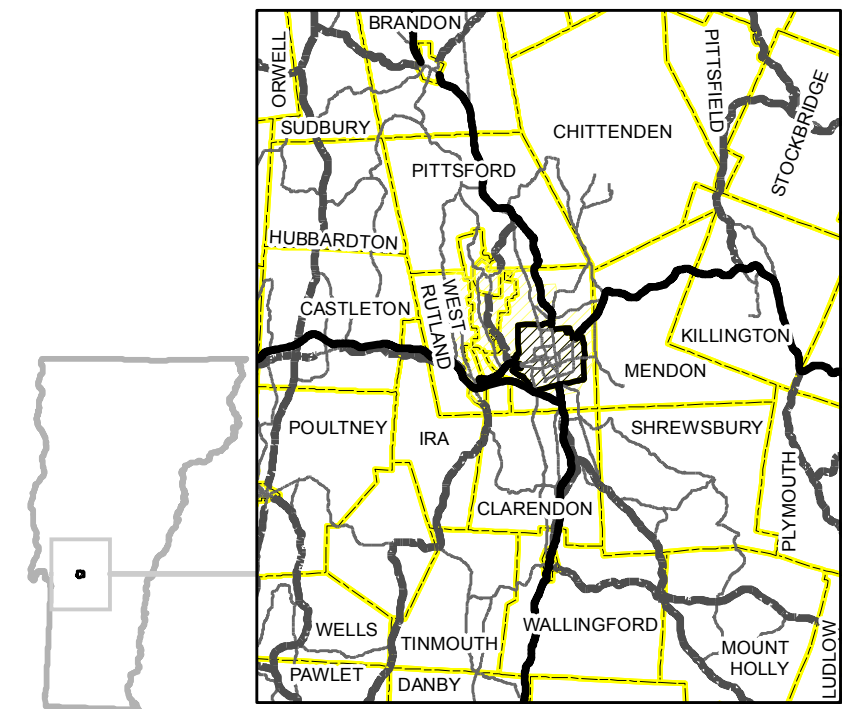 BRANDON
ORWELL
PITTSFIELD
STOCKBRIDGE
SUDBURY
CHITTENDEN
PITTSFORD
HUBBARDTON
CASTLETON
WEST
RUTLAND
KILLINGTON
MENDON
POULTNEY
IRA
SHREWSBURY
PLYMOUTH
CLARENDON
WELLS
TINMOUTH
WALLINGFORD
MOUNT
HOLLY
LUDLOW
PAWLET
DANBY